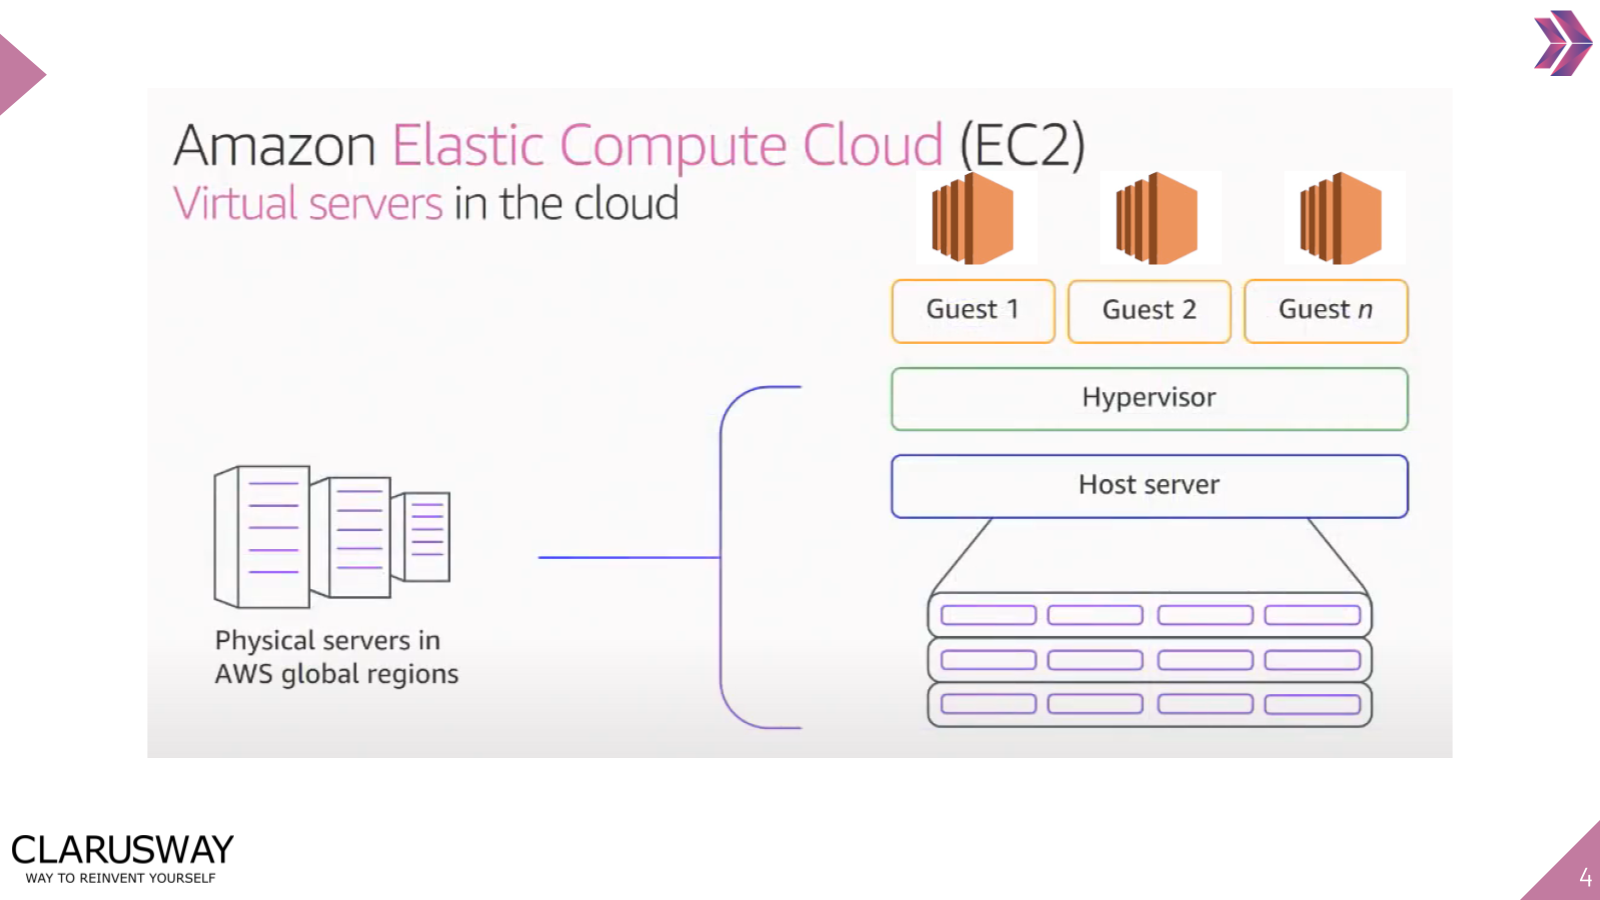 Amazon Elastic Compute Cloud (EC2)
Virtual servers in the cloud
Guest 1
Guest 2
Guest n
Hypervisor
Host server
Physical servers in
AWS global regions
CLARUSWAY
WAY TO REINVENT YOURSELF
4